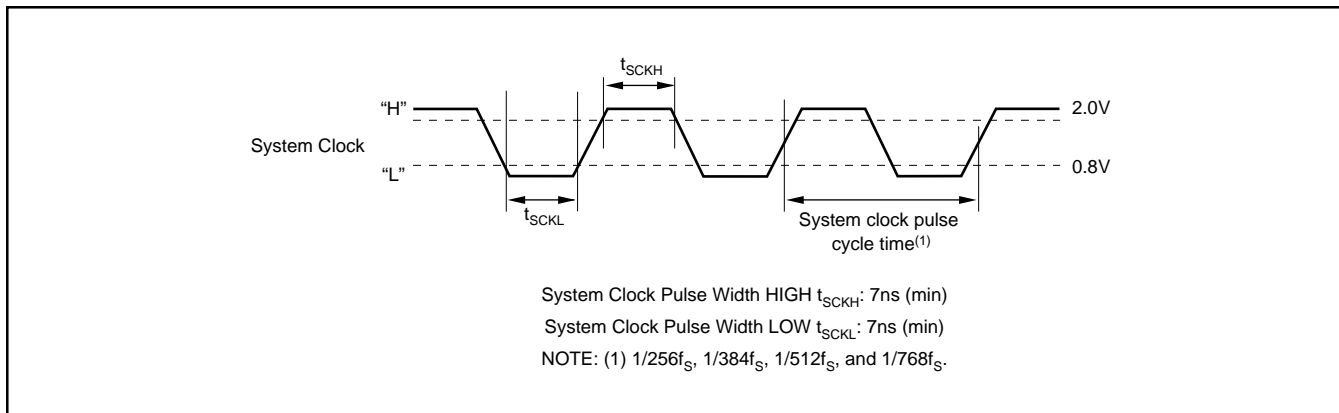 t_SCKH
“H”
2.0V
System Clock
0.8V
“L”
t_SCKL
System clock pulse
cycle time(1)
System Clock Pulse Width HIGH t_SCKH: 7ns (min)
System Clock Pulse Width LOW t_SCKL: 7ns (min)
NOTE: (1) 1/256f_S, 1/384f_S, 1/512f_S, and 1/768f_S.